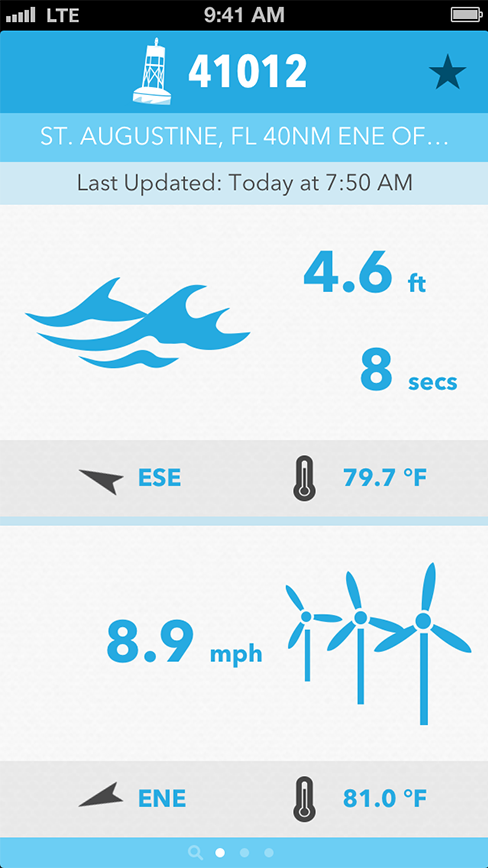 LTE 9:41 AM
41012
ST. AUGUSTINE, FL 40NM ENE OF...
Last Updated: Today at 7:50 AM
4.6 ft
8 secs
ESE 79.7 °F
8.9 mph
ENE 81.0 °F